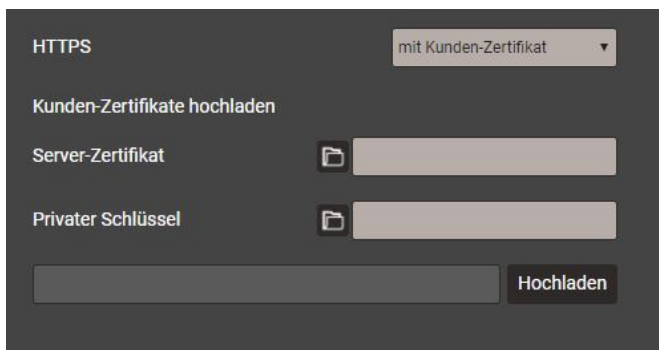 HTTPS mit Kunden-Zertifikat
Kunden-Zertifikate hochladen
Server-Zertifikat
Privater Schlüssel
Hochladen